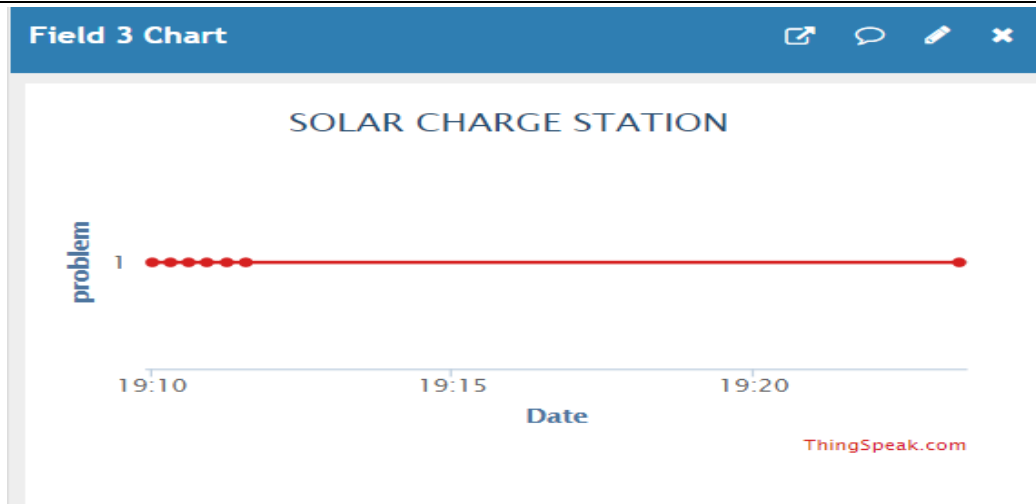 Field 3 Chart
SOLAR CHARGE STATION
problem
1
19:10 19:15 19:20
Date
ThingSpeak.com